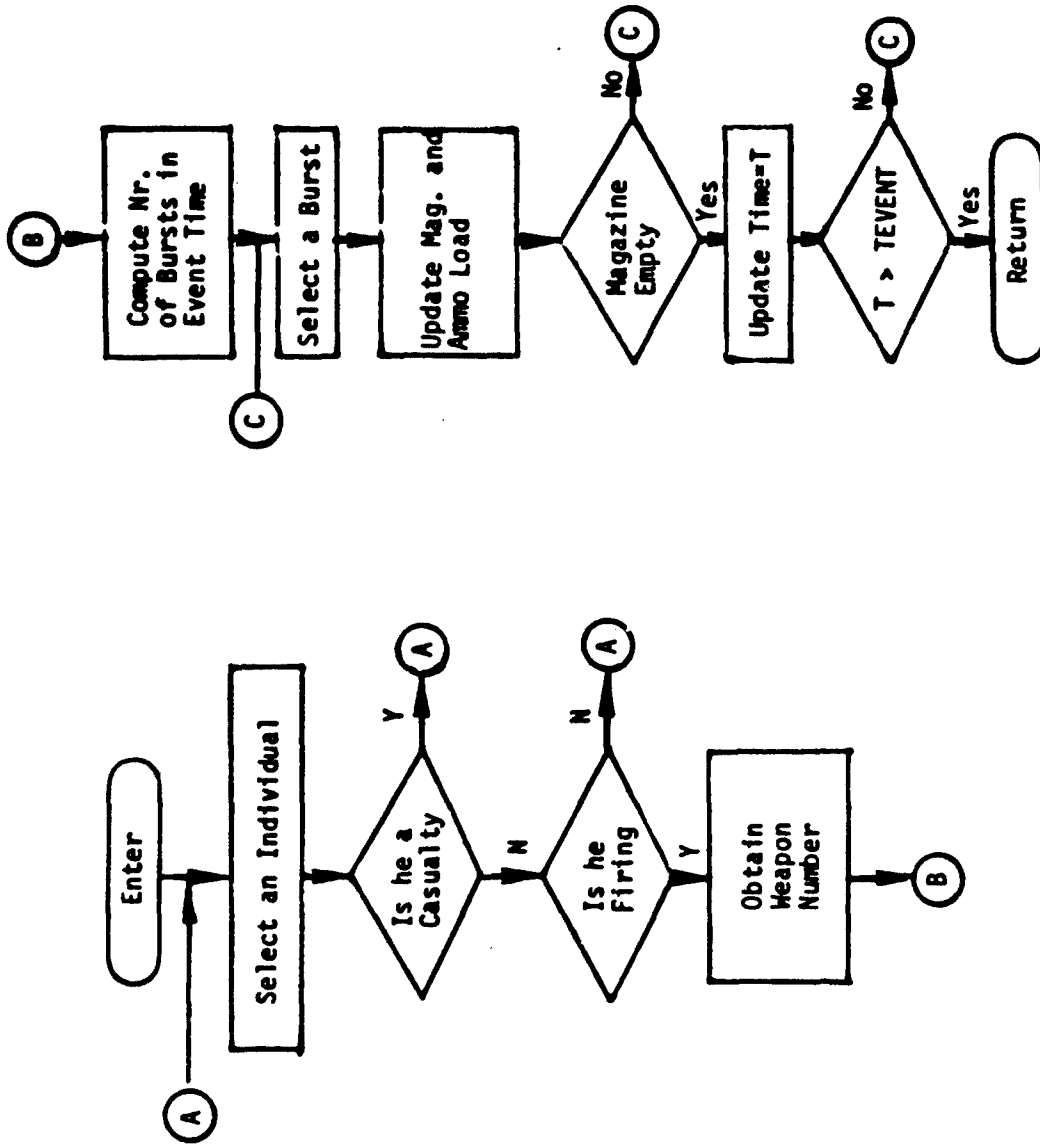 Enter
A
Select an Individual
Is he a
Casualty
Y
A
N
Is he
Firing
N
A
Y
Obtain
Weapon
Number
B
B
Compute Nr.
of Bursts in
Event Time
C
Select a Burst
Update Mag. and
Ammo Load
Magazine
Empty
No
C
Yes
Update Time=T
T > TEVENT
No
C
Yes
Return